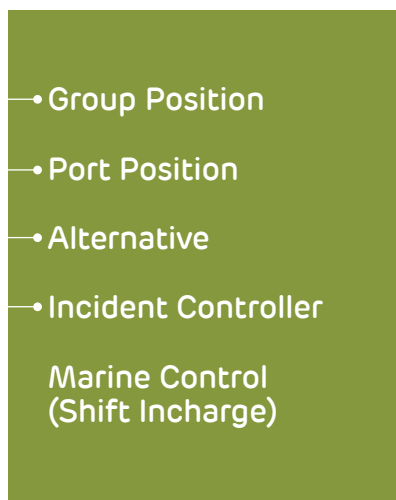 Group Position
Port Position
Alternative
Incident Controller
Marine Control
(Shift Incharge)